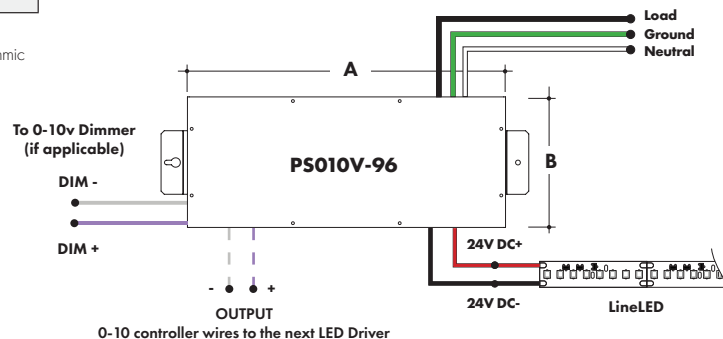 Load
Ground
Neutral
A
To 0-10v Dimmer
(if applicable)
PS010V-96
B
DIM -
DIM +
24V DC+
24V DC-
LineLED
- +
OUTPUT
0-10 controller wires to the next LED Driver